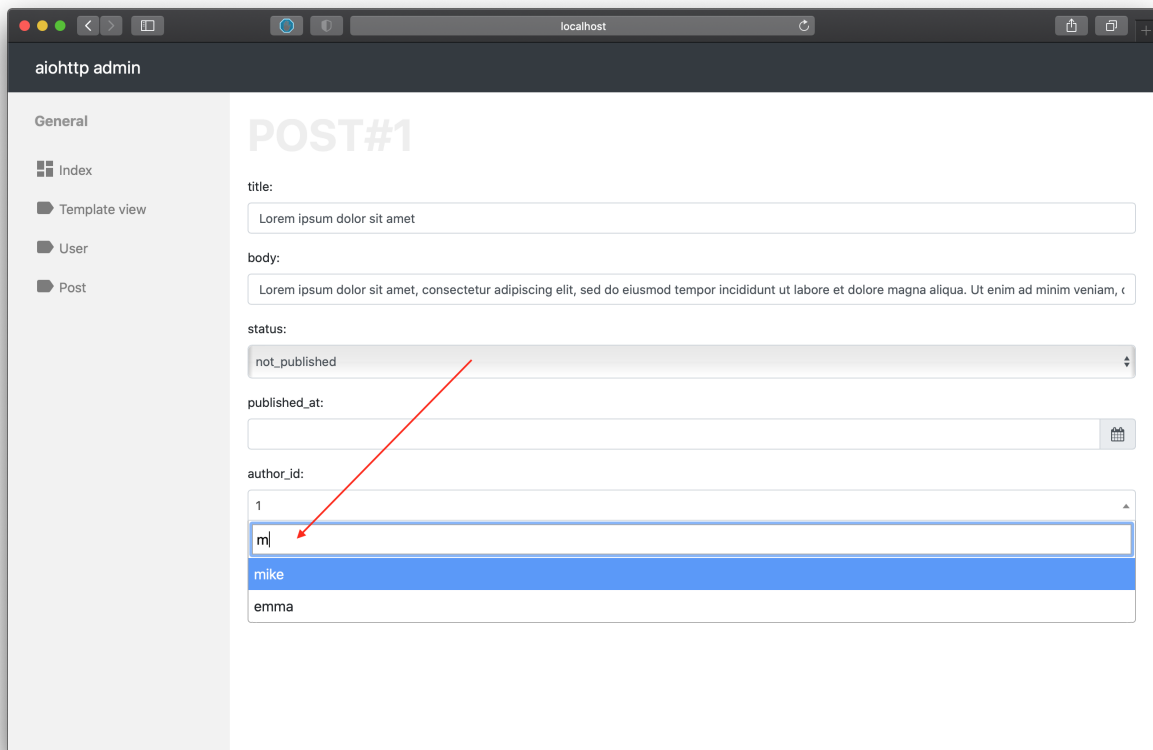 localhost
aiohttp admin
General
Index
Template view
User
Post
POST#1
title:
Lorem ipsum dolor sit amet
body:
Lorem ipsum dolor sit amet, consectetur adipiscing elit, sed do eiusmod tempor incididunt ut labore et dolore magna aliqua. Ut enim ad minim veniam,
status:
not_published
published_at:
author_id:
1
m
mike
emma